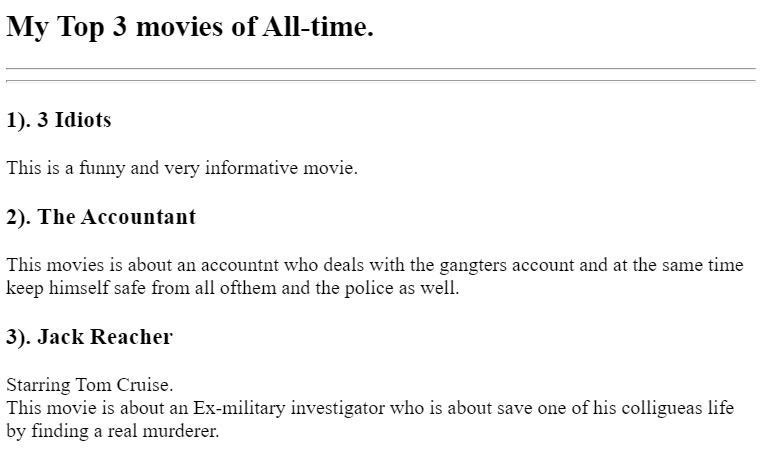 My Top 3 movies of All-time.
1). 3 Idiots
This is a funny and very informative movie.
2). The Accountant
This movies is about an accountnt who deals with the gangters account and at the same time
keep himself safe from all ofthem and the police as well.
3). Jack Reacher
Starring Tom Cruise.
This movie is about an Ex-military investigator who is about save one of his colligueas life
by finding a real murderer.